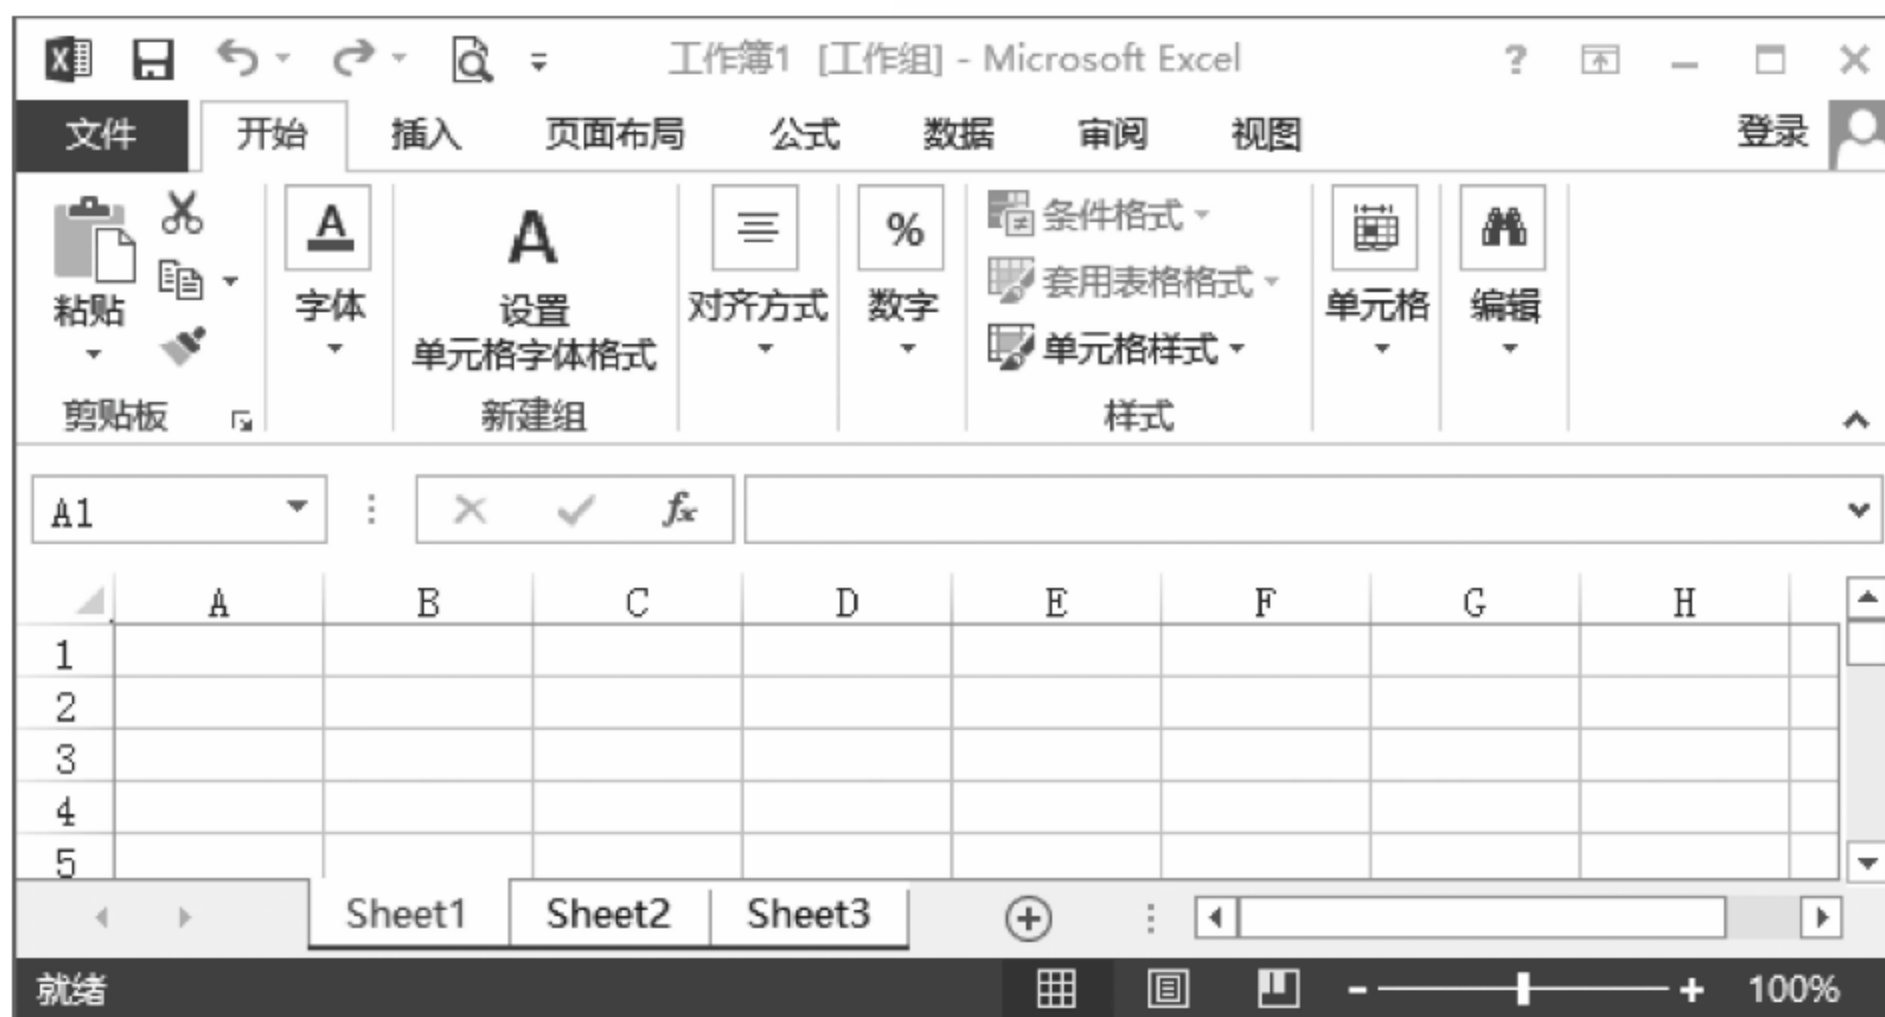 工作簿1 [工作组] - Microsoft Excel ?
文件 开始 插入 页面布局 公式 数据 审阅 视图 登录
粘贴
剪贴板
A
字体
A
设置
单元格字体格式
新建组
对齐方式
%
数字
条件格式
套用表格格式
单元格样式
样式
单元格
编辑
A1 fx
A B C D E F G H
1
2
3
4
5
Sheet1 Sheet2 Sheet3
就绪 100%